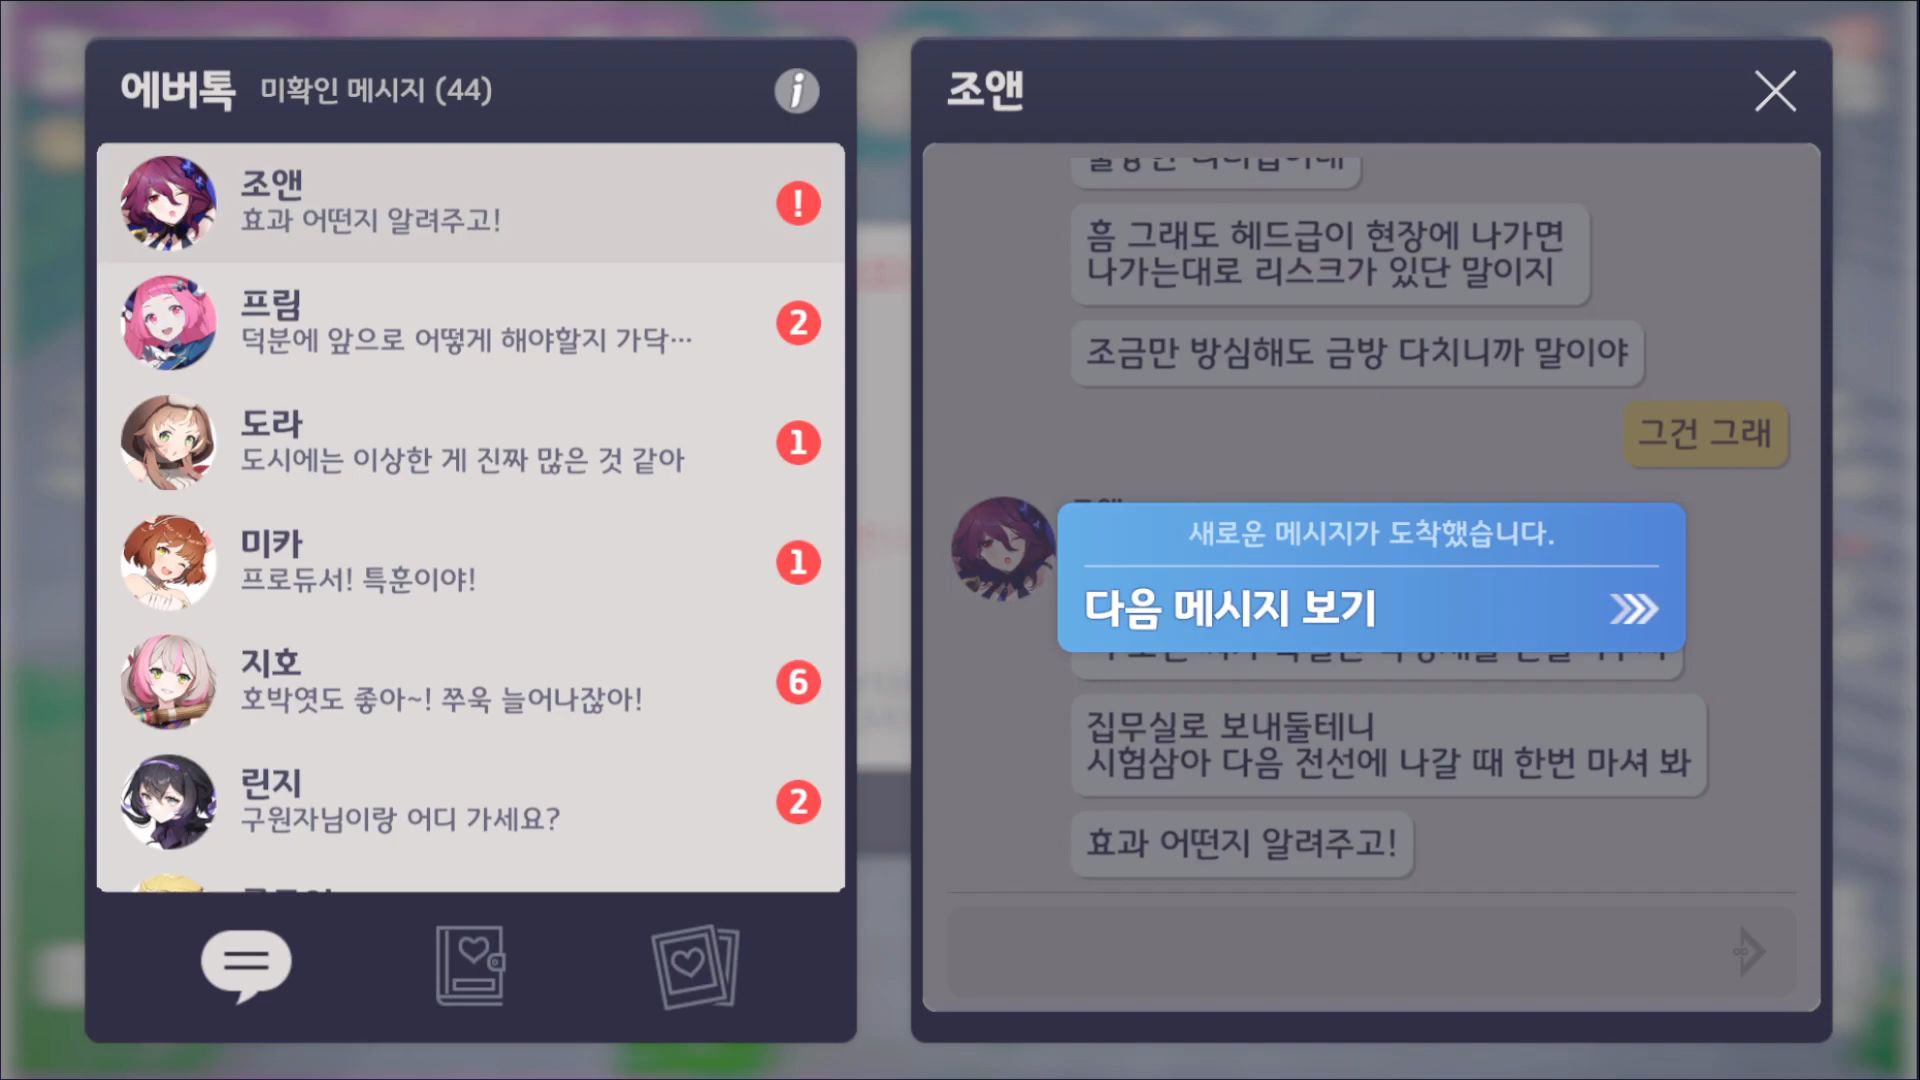 에버톡 미확인 메시지 (44)
조앤
효과 어떤지 알려주고!
!
프림
덕분에 앞으로 어떻게 해야할지 가닥…
2
도라
도시에는 이상한 게 진짜 많은 것 같아
1
미카
프로듀서! 특훈이야!
1
지호
호박엿도 좋아~! 쭈욱 늘어나잖아!
6
린지
구원자님이랑 어디 가세요?
2
조앤
흠 그래도 헤드급이 현장에 나가면
나가는대로 리스크가 있단 말이지
조금만 방심해도 금방 다치니까 말이야
그건 그래
새로운 메시지가 도착했습니다.
다음 메시지 보기
집무실로 보내둘테니
시험삼아 다음 전선에 나갈 때 한번 마셔 봐
효과 어떤지 알려주고!